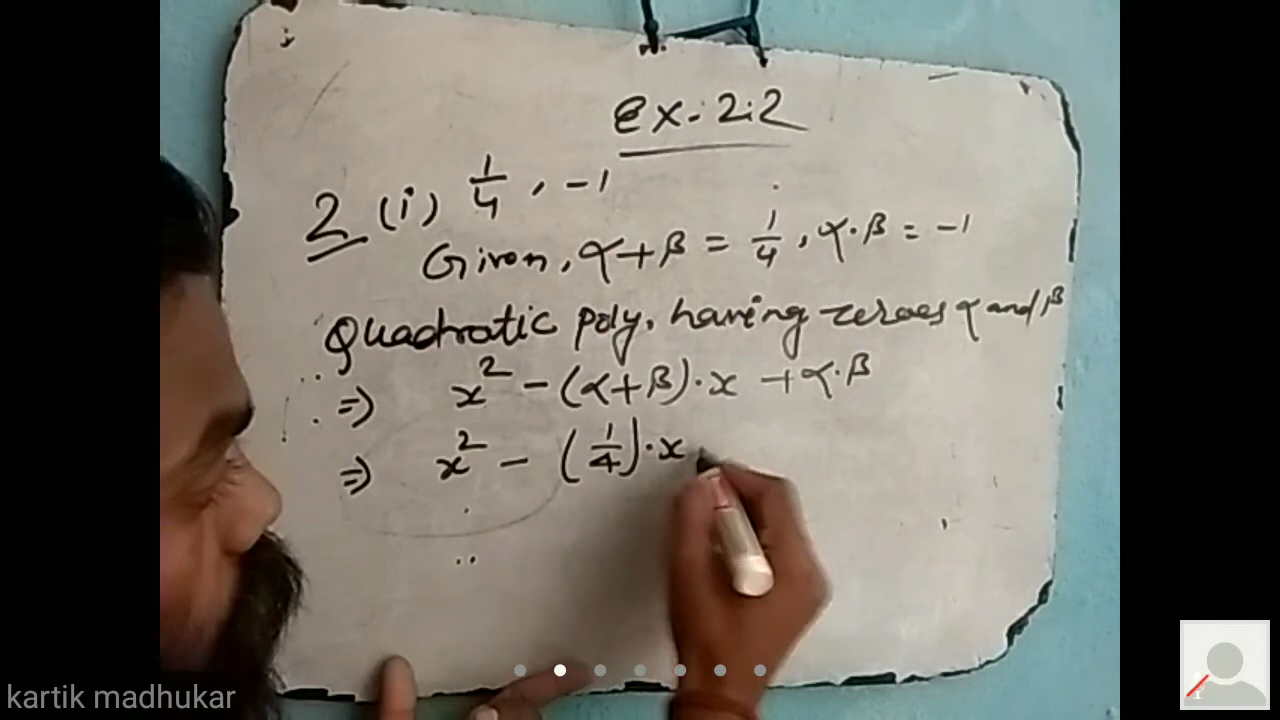 ex. 2.2
2 (i) 1/4, -1
Given, α+β = 1/4, α.β = -1
Quadratic poly. having zeroes α and β
=) x² - (α+β)·x + α.β
=) x² - (1/4)·x
kartik madhukar